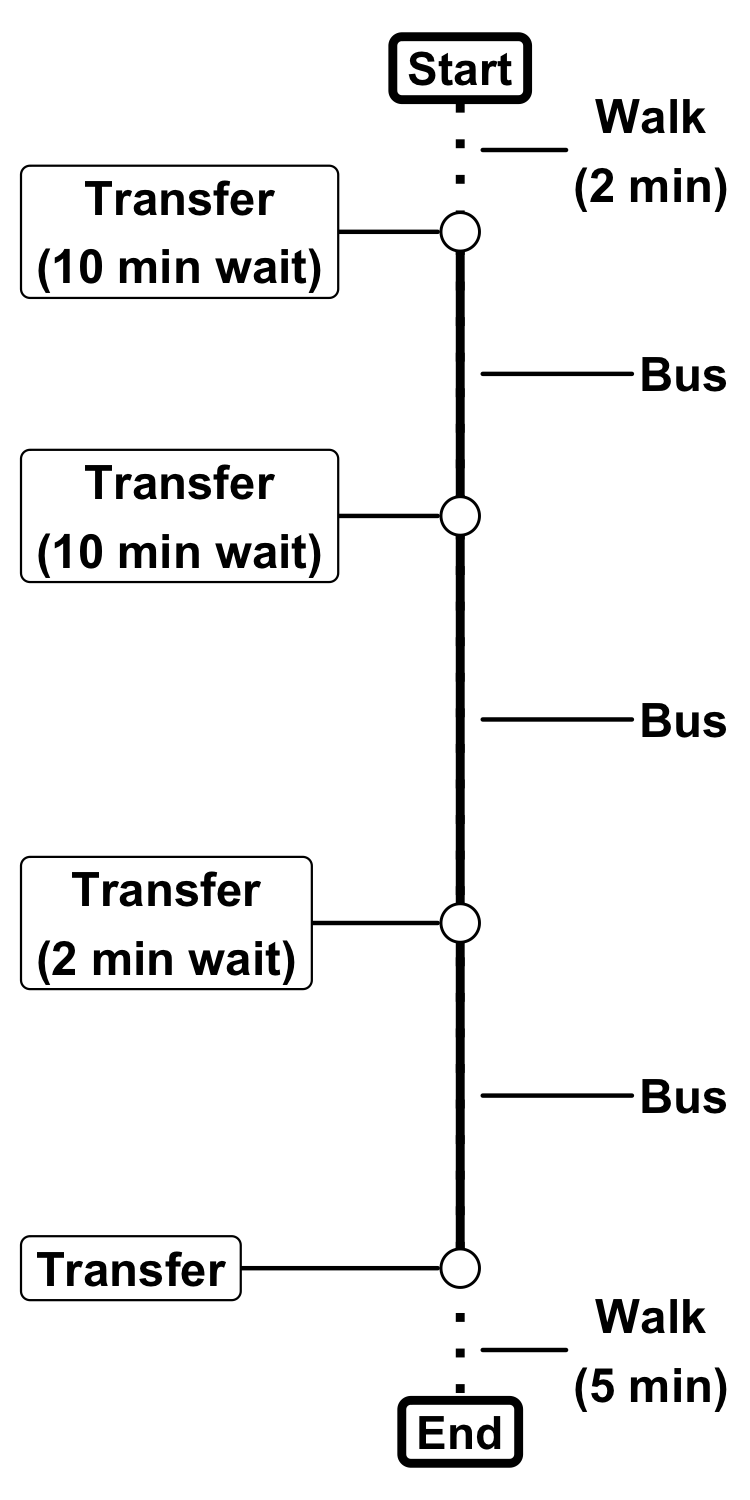 Start
Walk
(2 min)
Transfer
(10 min wait)
Bus
Transfer
(10 min wait)
Bus
Transfer
(2 min wait)
Bus
Transfer
Walk
(5 min)
End